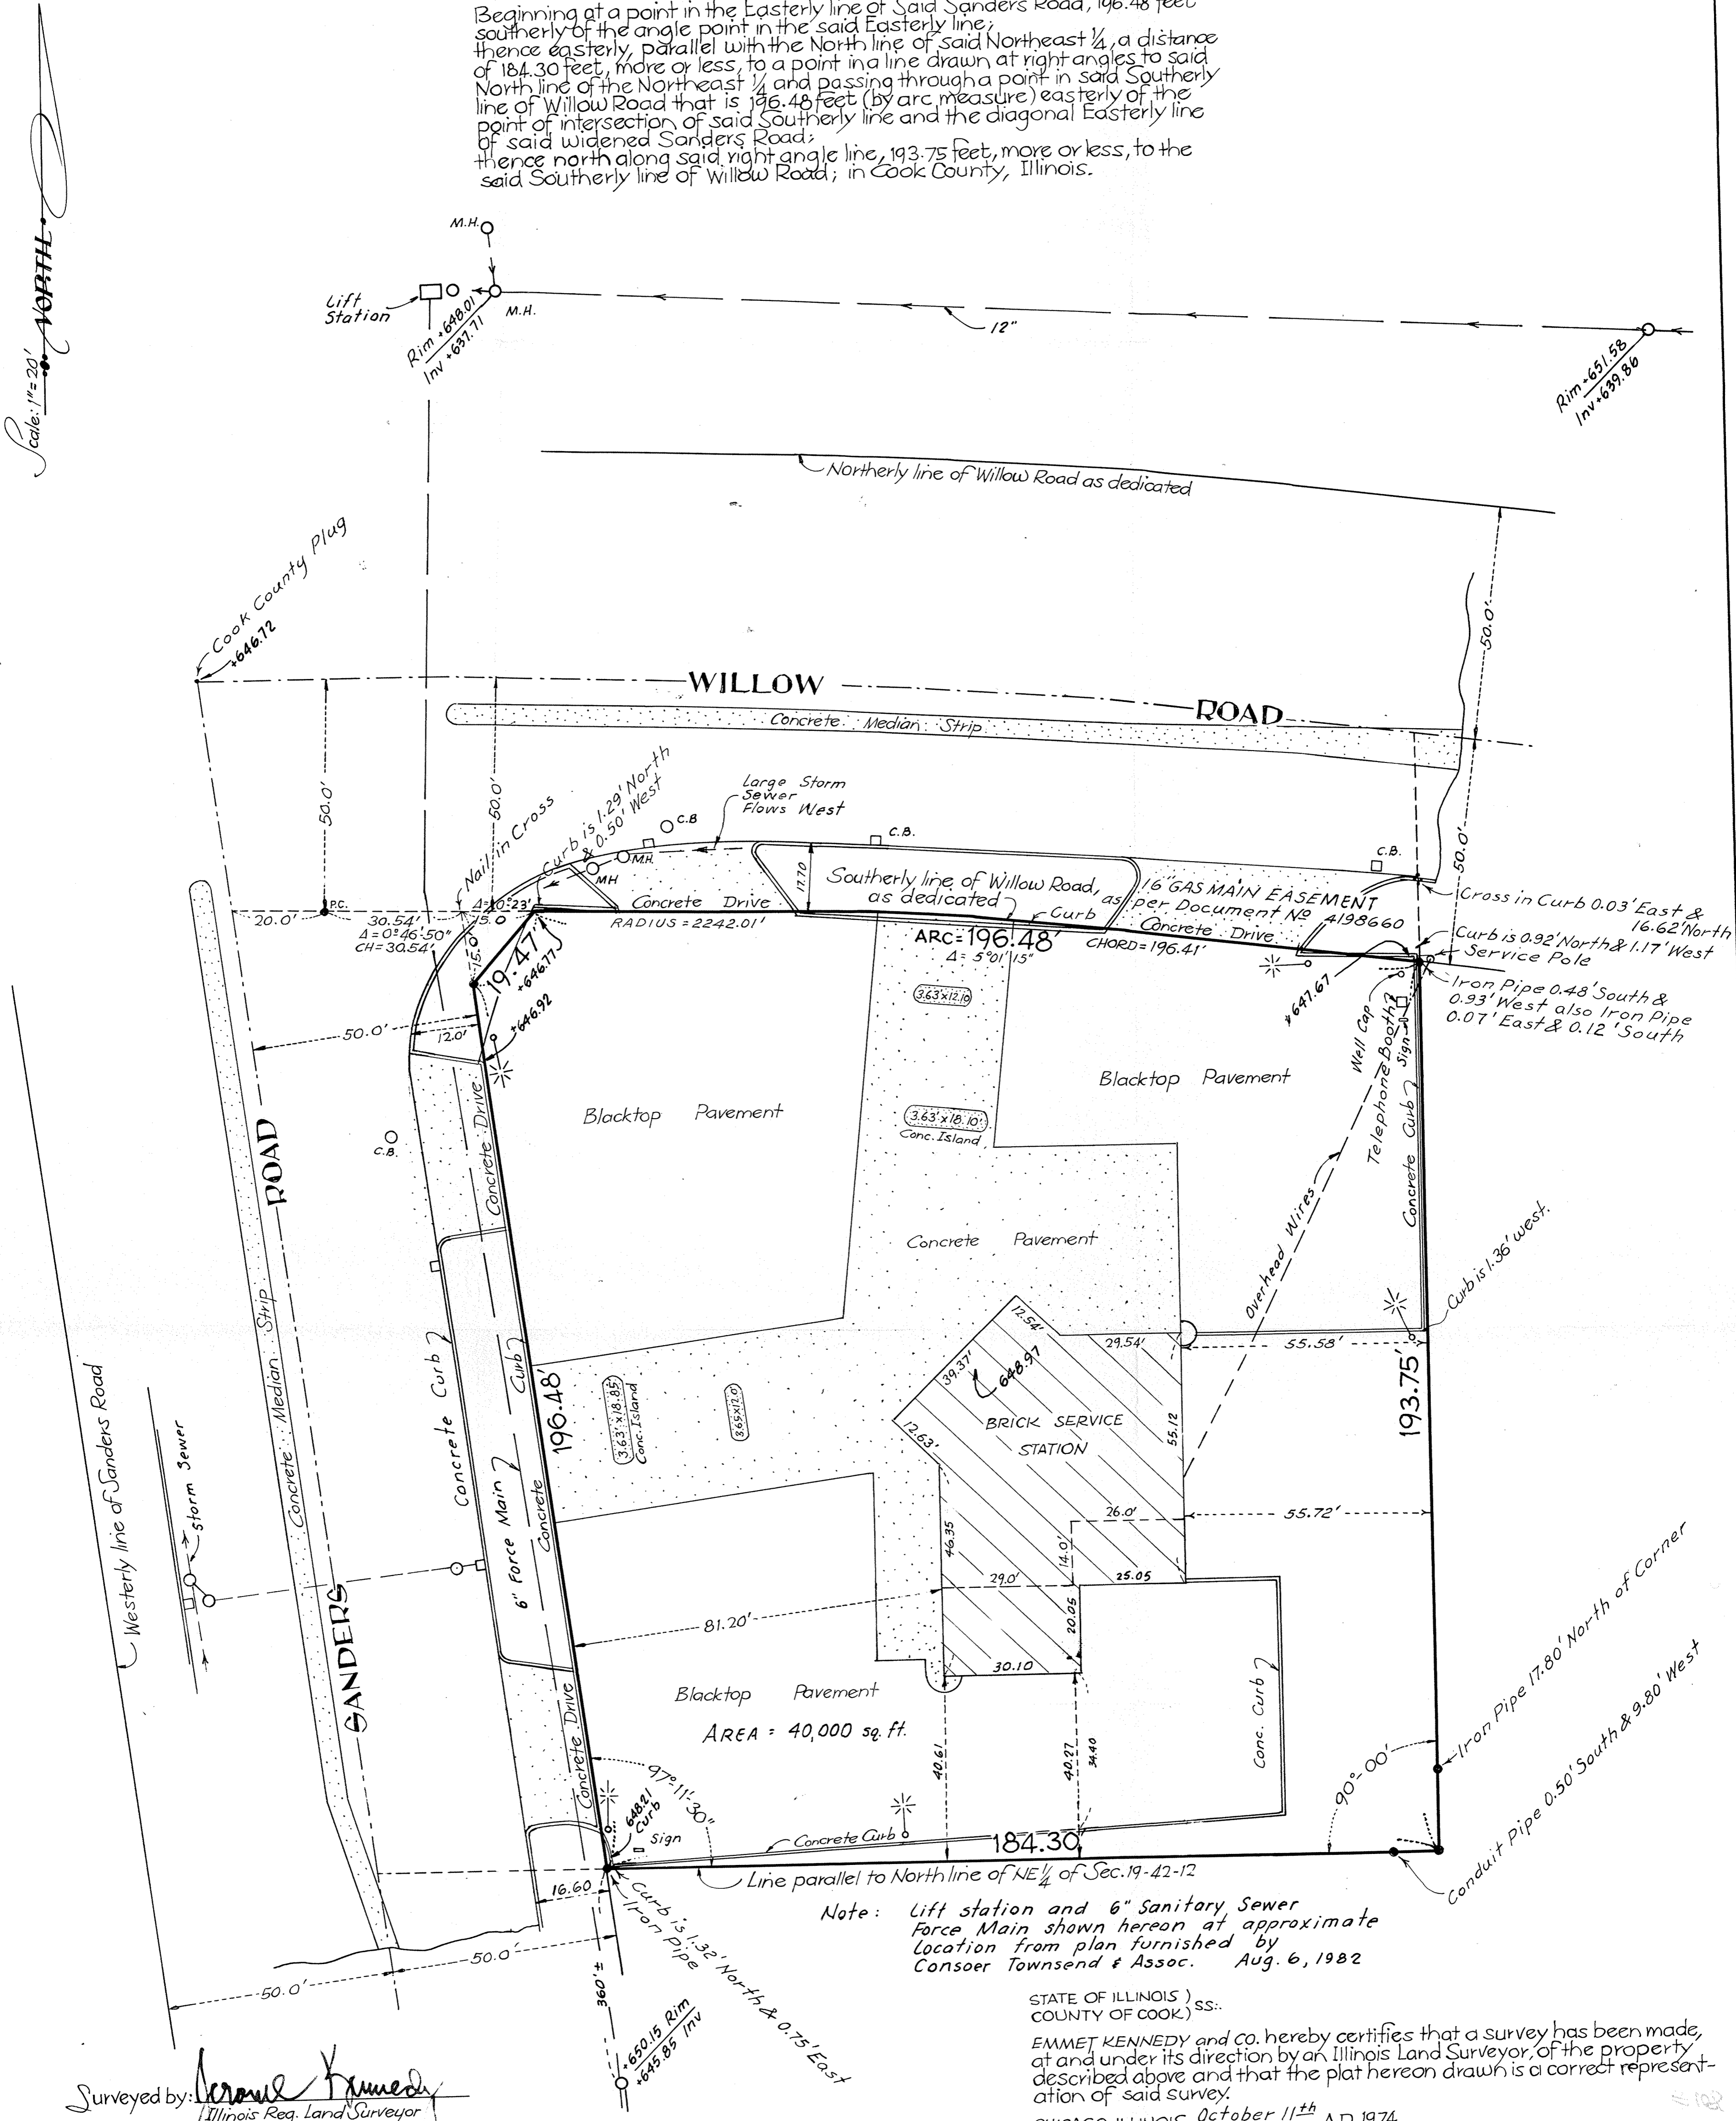 Beginning at a point in the Easterly line of Said Sanders Road, 196.48 feet
southerly of the angle point in the said Easterly line;
thence easterly, parallel with the North line of said Northeast ¼, a distance
of 184.30 feet, more or less, to a point in a line drawn at right angles to said
North line of the Northeast ¼ and passing through a point in said Southerly
line of Willow Road that is 196.48 feet (by arc measure) easterly of the
point of intersection of said Southerly line and the diagonal Easterly line
of said widened Sanders Road;
thence north along said right angle line, 193.75 feet, more or less, to the
said Southerly line of Willow Road; in Cook County, Illinois.
NORTH
Scale: 1"=20'
M.H.
Lift
Station
M.H.
Rim +648.01
Inv +637.71
12"
Rim +651.58
Inv +639.86
Northerly line of Willow Road as dedicated
50.0'
Cook County Plug
+646.72
WILLOW
ROAD
Concrete Median Strip
50.0'
50.0'
50.0'
Nail in Cross
Curb is 1.29' North
& 0.50' West
Large Storm
Sewer
Flows West
C.B
C.B.
C.B.
MH
MH
17.70
Southerly line of Willow Road,
as dedicated
16' GAS MAIN EASEMENT
as per Document Nº 4198660
Curb
Concrete Drive
Concrete Drive
Cross in Curb 0.03' East &
16.62' North
Curb is 0.92' North & 1.17' West
Service Pole
Iron Pipe 0.48' South &
0.93' West also Iron Pipe
0.07' East & 0.12' South
20.0'
P.C.
30.54'
Δ=0°46'50"
CH=30.54'
Δ=0°23'
15.0'
15.0'
RADIUS=2242.01'
ARC=196.48'
Δ=5°01'15"
CHORD=196.41'
19.47'
+646.77
+646.92
+647.67
50.0'
12.0'
3.63'x12.10
3.63'x18.10'
Conc. Island
Well Cap
Telephone Booth
Sign
Concrete Curb
Blacktop Pavement
Blacktop Pavement
C.B.
Concrete Drive
ROAD
Concrete Pavement
Overhead Wires
Curb is 1.36' west.
12.54'
29.54'
55.58'
39.37'
648.97
193.75'
BRICK SERVICE
STATION
12.63'
55.12
Westerly line of Sanders Road
Storm Sewer
Concrete Median Strip
Concrete Curb
Curb
196.48'
3.63'x18.85'
Conc. Island
3.65x12.0
6" Force Main
Concrete
26.0'
55.72'
46.35
14.0'
29.0'
25.05
20.05
81.20'
30.10
SANDERS
Blacktop Pavement
AREA = 40,000 sq. ft.
Concrete Drive
Conc. Curb
40.61
40.27
34.40
97°-11'-30"
90°-00'
Iron Pipe 17.80' North of Corner
Conduit Pipe 0.50' South & 9.80' West
648.21
Curb
Sign
Concrete Curb
184.30
Line parallel to North line of NE ¼ of Sec. 19-42-12
16.60
50.0'
50.0'
Curb is 1.32' North & 0.75' East
Iron Pipe
360' ±
+650.15 Rim
+645.85 Inv
Note: Lift station and 6" Sanitary Sewer
Force Main shown hereon at approximate
Location from plan furnished by
Consoer Townsend & Assoc. Aug. 6, 1982
STATE OF ILLINOIS )
COUNTY OF COOK ) SS:.
EMMET KENNEDY and Co. hereby certifies that a survey has been made,
at and under its direction by an Illinois Land Surveyor, of the property
described above and that the plat hereon drawn is a correct represent-
ation of said survey.
CHICAGO, ILLINOIS, October 11th A.D. 1974
Surveyed by: Jerome Kennedy
Illinois Reg. Land Surveyor